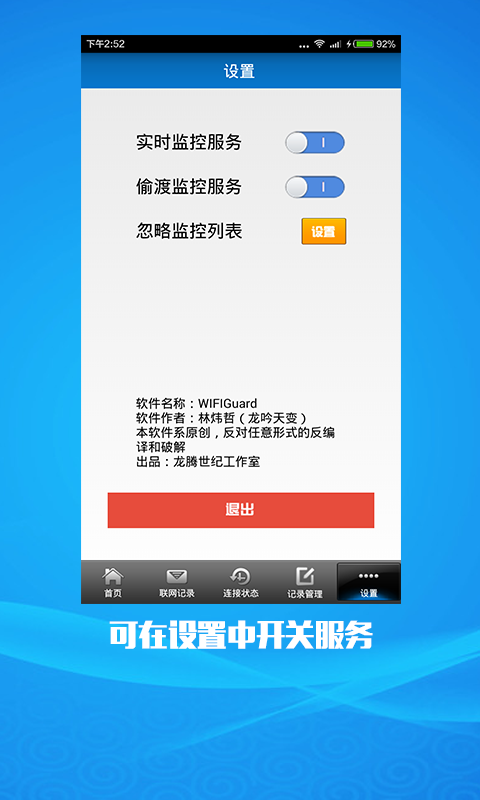 下午2:52
92%
设置
实时监控服务
偷渡监控服务
忽略监控列表
设置
软件名称：WIFIGuard
软件作者：林炜哲（龙吟天变）
本软件系原创，反对任意形式的反编
译和破解
出品：龙腾世纪工作室
退出
首页
联网记录
连接状态
记录管理
设置
可在设置中开关服务